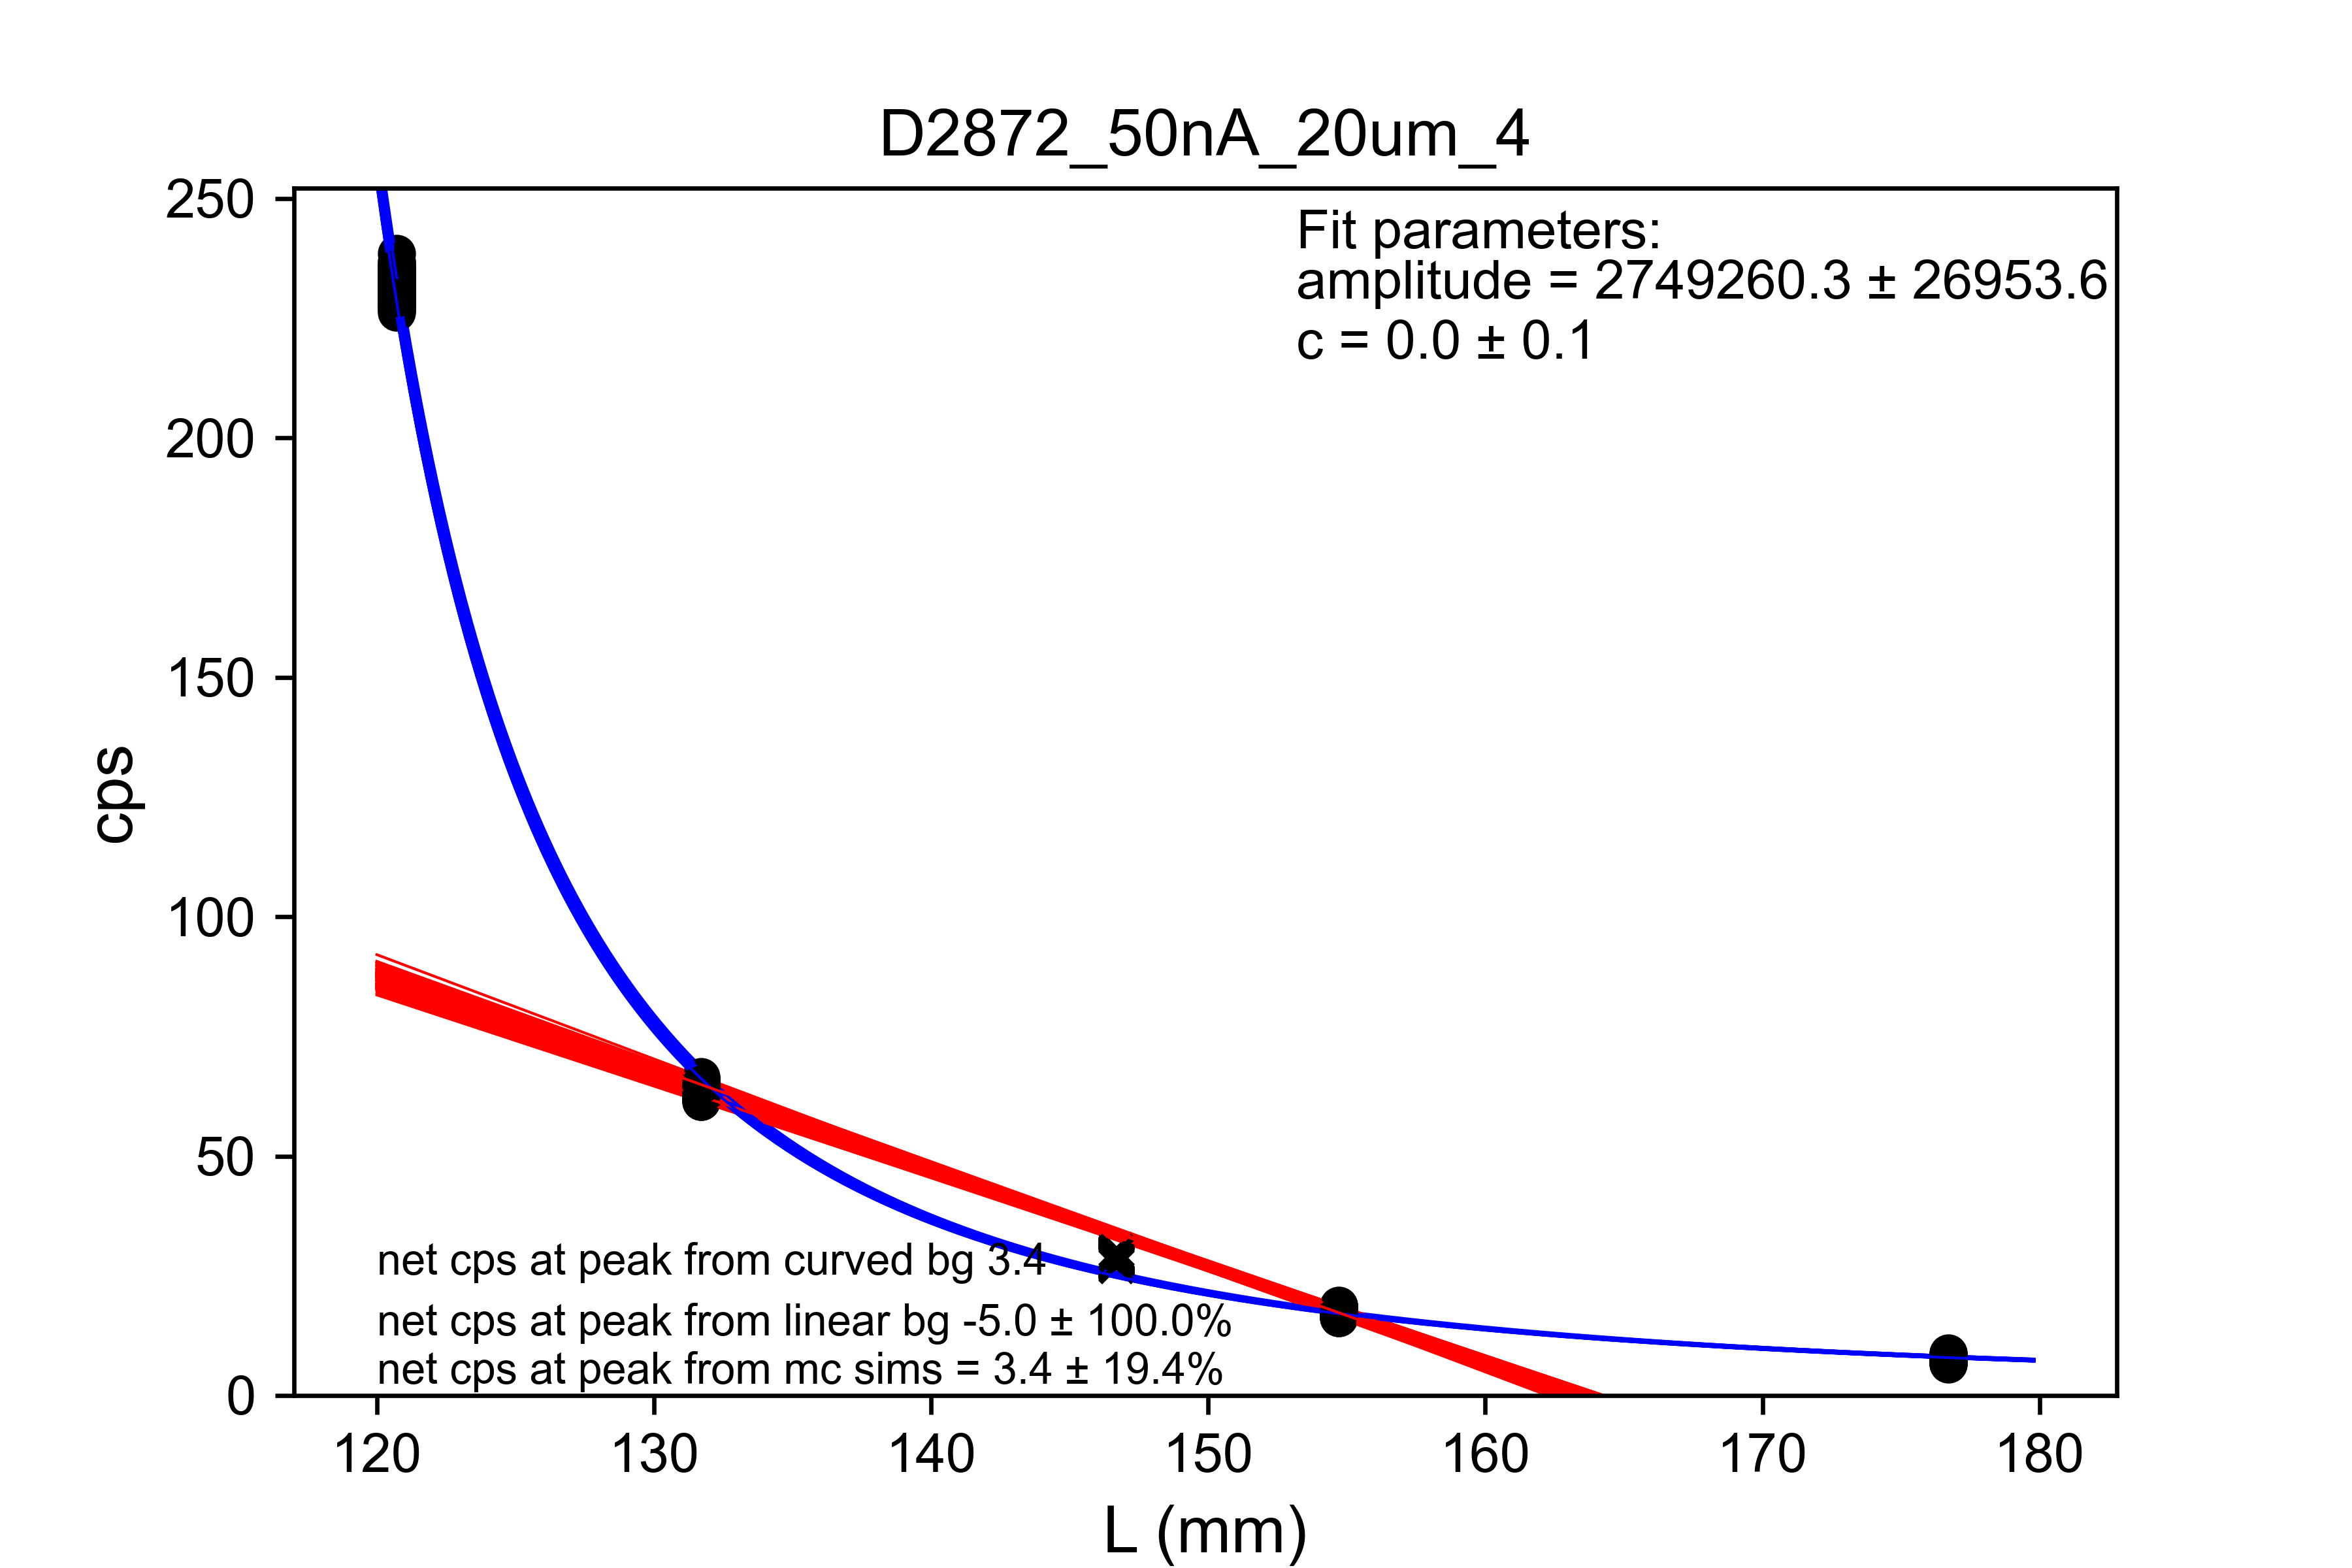 D2872_50nA_20um_4
250
200
150
100
50
0
cps
Fit parameters:
amplitude = 2749260.3 ± 26953.6
c = 0.0 ± 0.1
net cps at peak from curved bg 3.4
net cps at peak from linear bg -5.0 ± 100.0%
net cps at peak from mc sims = 3.4 ± 19.4%
120 130 140 150 160 170 180
L (mm)